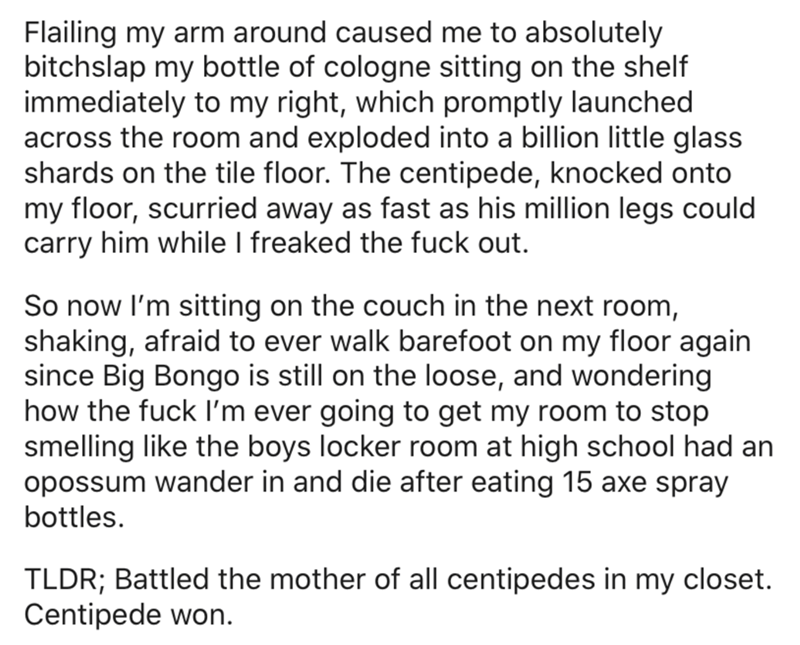 Flailing my arm around caused me to absolutely
bitchslap my bottle of cologne sitting on the shelf
immediately to my right, which promptly launched
across the room and exploded into a billion little glass
shards on the tile floor. The centipede, knocked onto
my floor, scurried away as fast as his million legs could
carry him while I freaked the fuck out.
So now I’m sitting on the couch in the next room,
shaking, afraid to ever walk barefoot on my floor again
since Big Bongo is still on the loose, and wondering
how the fuck I’m ever going to get my room to stop
smelling like the boys locker room at high school had an
opossum wander in and die after eating 15 axe spray
bottles.
TLDR; Battled the mother of all centipedes in my closet.
Centipede won.